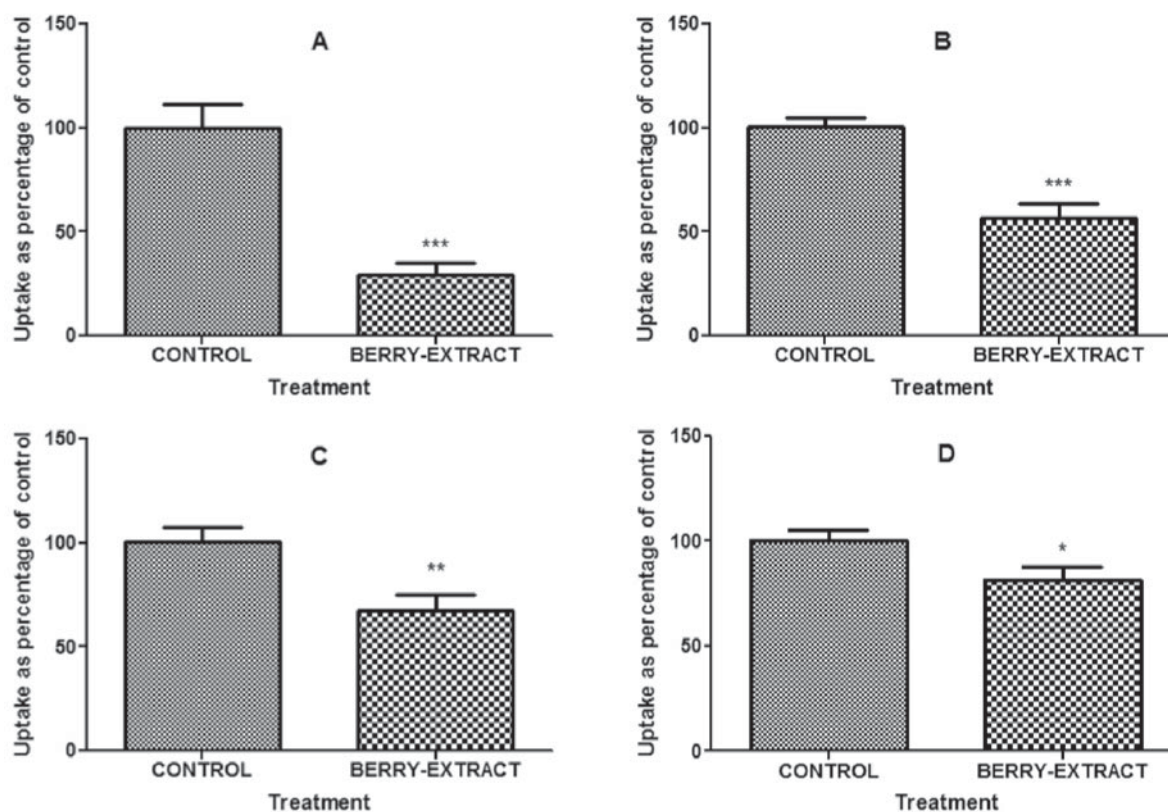 A
Uptake as percentage of control
150
100
50
0
***
CONTROL
BERRY-EXTRACT
Treatment
B
Uptake as percentage of control
150
100
50
0
***
CONTROL
BERRY-EXTRACT
Treatment
C
Uptake as percentage of control
150
100
50
0
**
CONTROL
BERRY-EXTRACT
Treatment
D
Uptake as percentage of control
150
100
50
0
*
CONTROL
BERRY-EXTRACT
Treatment